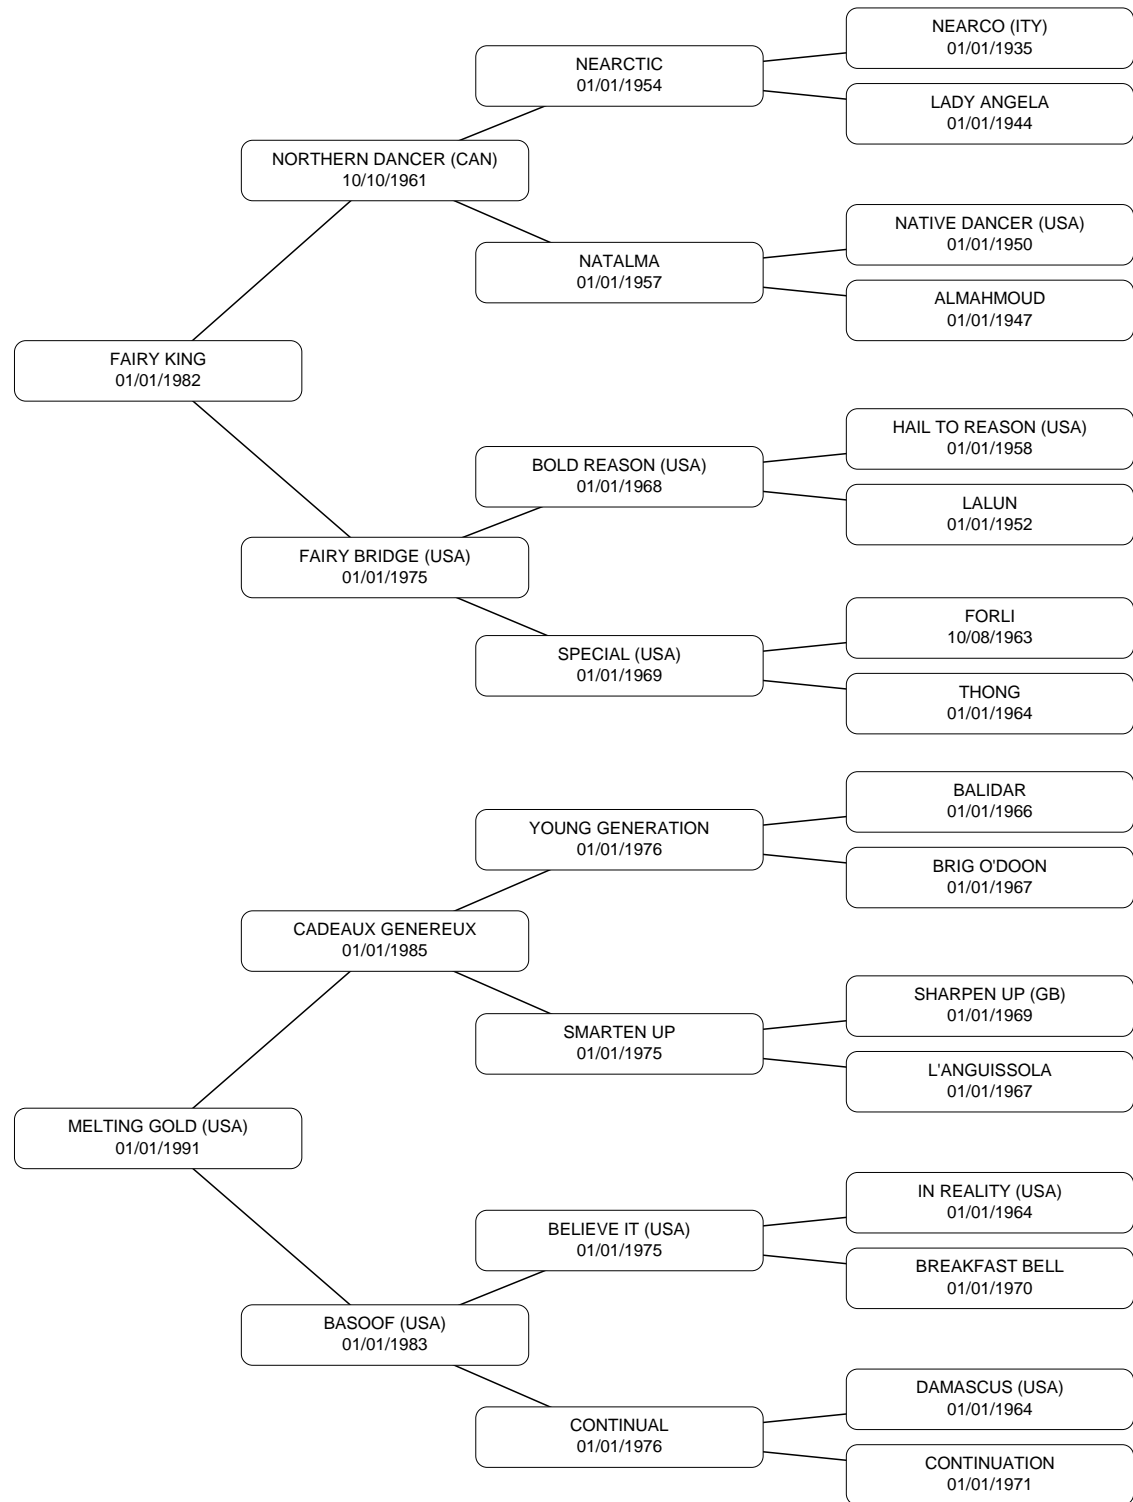 NEARCO (ITY)
01/01/1935
NEARCTIC
01/01/1954
LADY ANGELA
01/01/1944
NORTHERN DANCER (CAN)
10/10/1961
NATIVE DANCER (USA)
01/01/1950
NATALMA
01/01/1957
ALMAHMOUD
01/01/1947
FAIRY KING
01/01/1982
HAIL TO REASON (USA)
01/01/1958
BOLD REASON (USA)
01/01/1968
LALUN
01/01/1952
FAIRY BRIDGE (USA)
01/01/1975
FORLI
10/08/1963
SPECIAL (USA)
01/01/1969
THONG
01/01/1964
BALIDAR
01/01/1966
YOUNG GENERATION
01/01/1976
BRIG O'DOON
01/01/1967
CADEAUX GENEREUX
01/01/1985
SHARPEN UP (GB)
01/01/1969
SMARTEN UP
01/01/1975
L'ANGUISSOLA
01/01/1967
MELTING GOLD (USA)
01/01/1991
IN REALITY (USA)
01/01/1964
BELIEVE IT (USA)
01/01/1975
BREAKFAST BELL
01/01/1970
BASOOF (USA)
01/01/1983
DAMASCUS (USA)
01/01/1964
CONTINUAL
01/01/1976
CONTINUATION
01/01/1971